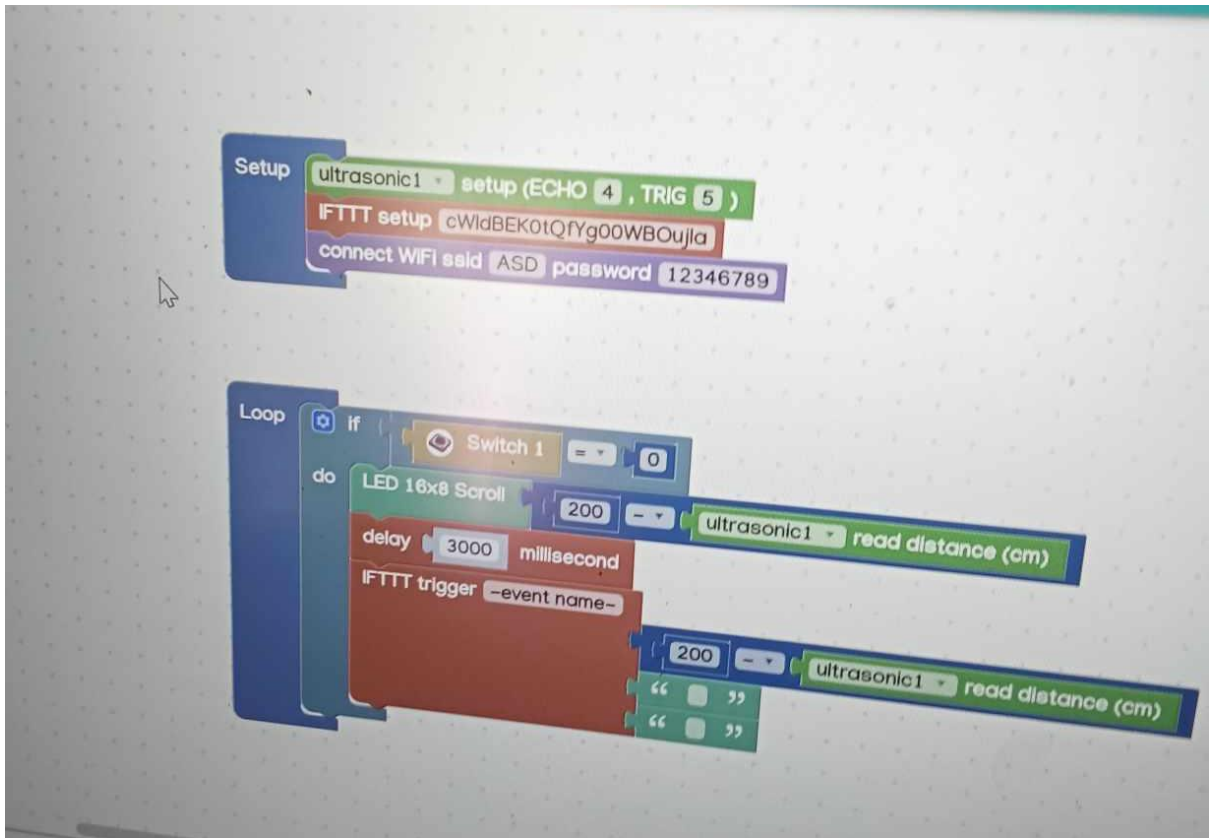 Setup
ultrasonic1 setup (ECHO 4 , TRIG 5 )
IFTTT setup
connect WiFi ssid ASD password 12346789
Loop
if Switch 1 = 0
do LED 16x8 Scroll 200 - ultrasonic1 read distance (cm)
delay 3000 millisecond
IFTTT trigger -event name-
200 - ultrasonic1 read distance (cm)
“ ”
“ ”